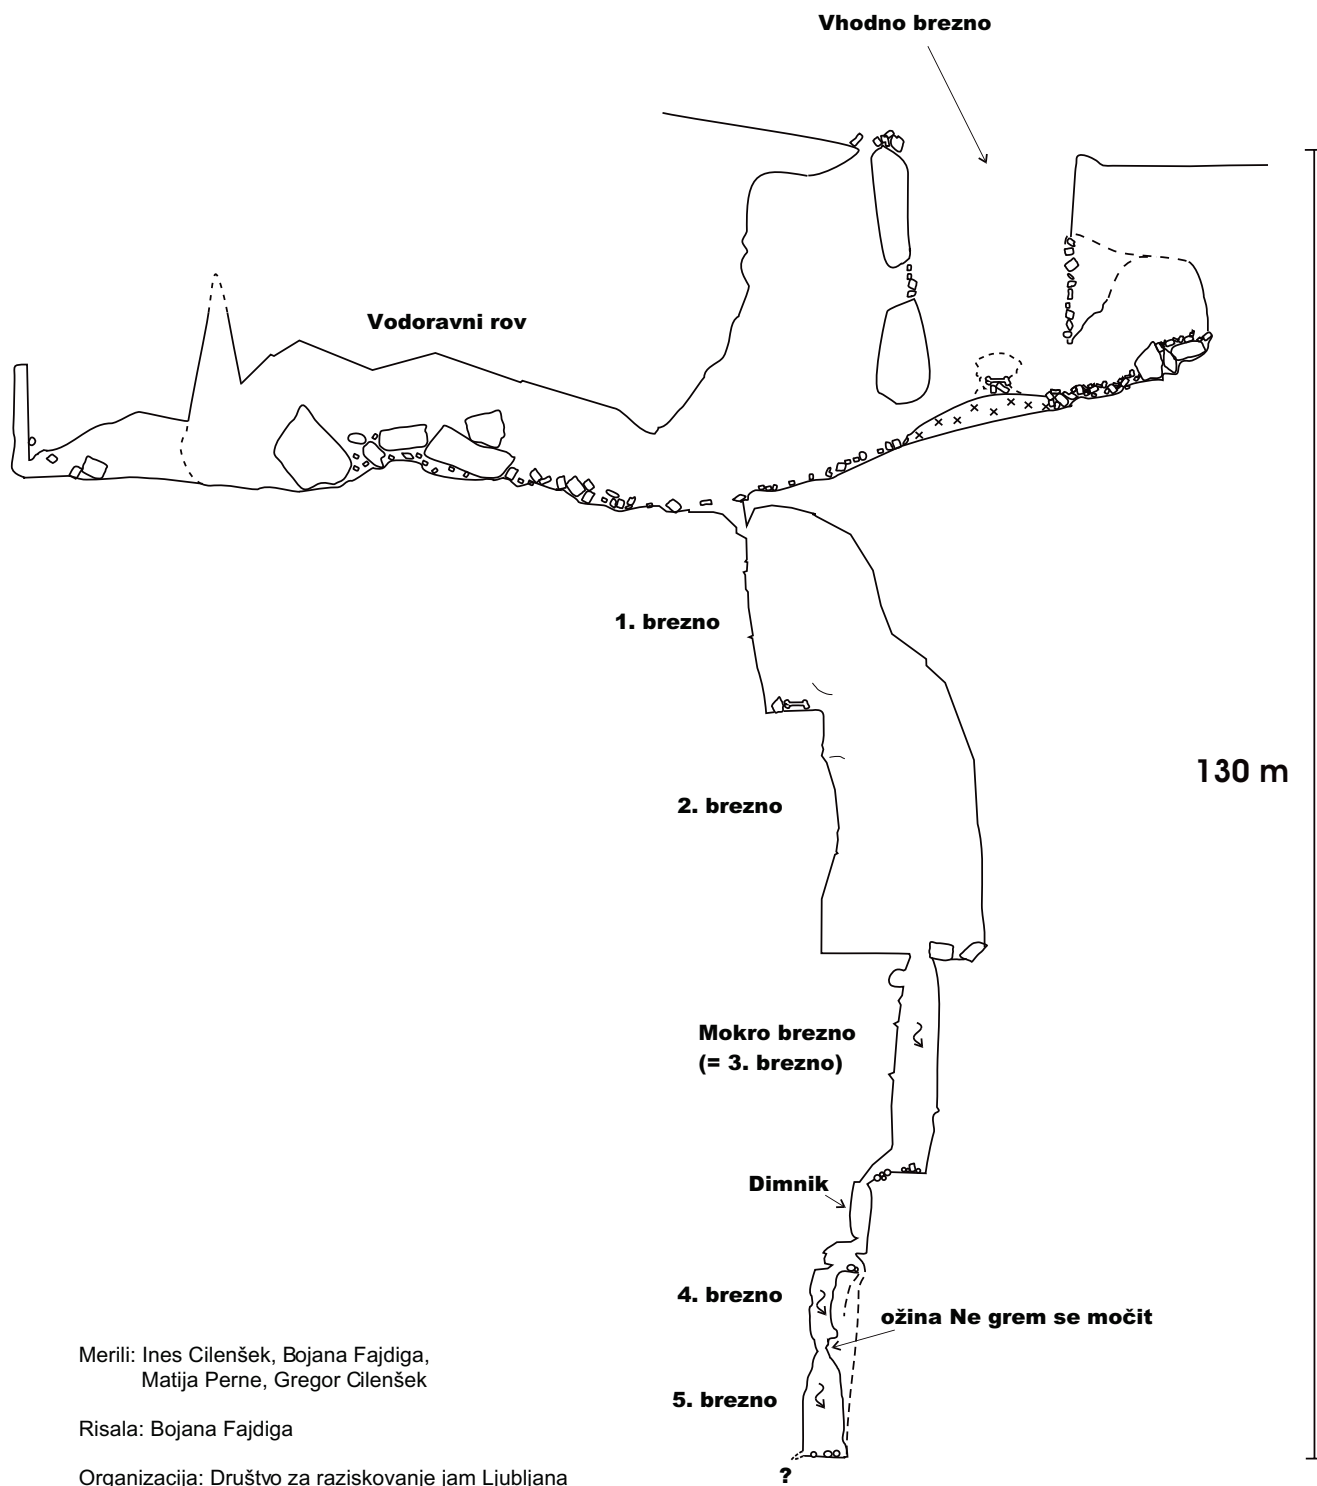 Vhodno brezno
Vodoravni rov
1. brezno
130 m
2. brezno
Mokro brezno
(= 3. brezno)
Dimnik
4. brezno
ožina Ne grem se močit
5. brezno
?
Merili: Ines Cilenšek, Bojana Fajdiga,
Matija Perne, Gregor Cilenšek
Risala: Bojana Fajdiga
Organizacija: Društvo za raziskovanje jam Ljubljana